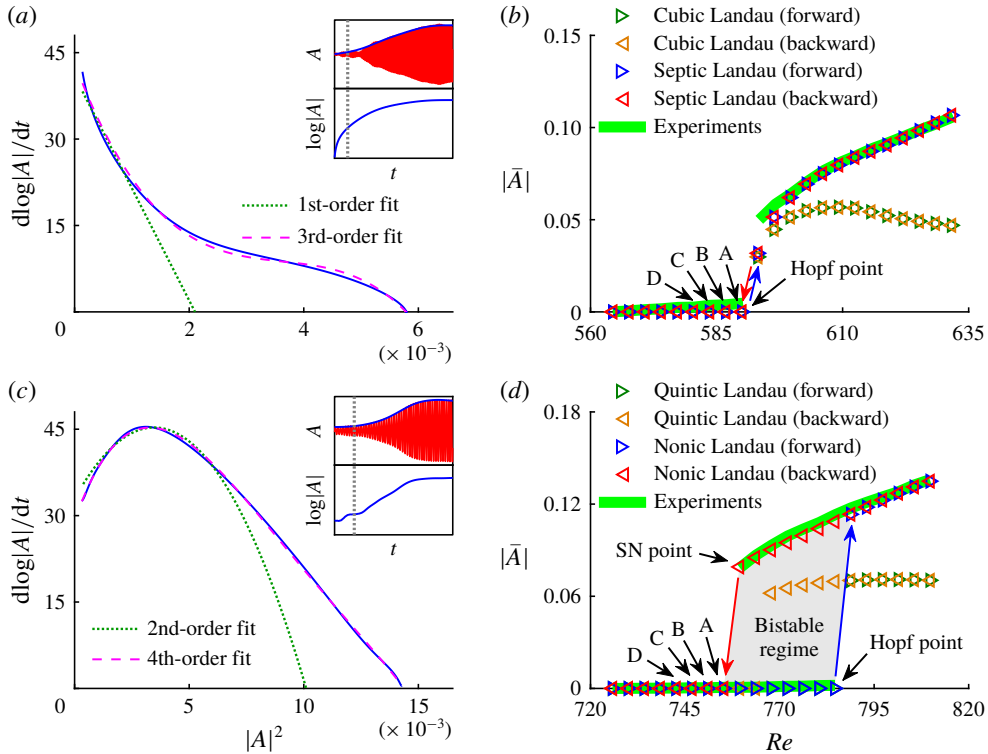 (a)
45
30
15
0
dlog|A|/dt
1st-order fit
3rd-order fit
A
log|A|
t
0
2
4
6
(× 10⁻³)
(b)
Cubic Landau (forward)
Cubic Landau (backward)
Septic Landau (forward)
Septic Landau (backward)
Experiments
0.15
0.10
0.05
0
|Ā|
D
C
B
A
Hopf point
560
585
610
635
(c)
45
30
15
0
dlog|A|/dt
2nd-order fit
4th-order fit
A
log|A|
t
0
5
10
15
(× 10⁻³)
|A|²
(d)
Quintic Landau (forward)
Quintic Landau (backward)
Nonic Landau (forward)
Nonic Landau (backward)
Experiments
0.18
0.12
0.06
0
|Ā|
SN point
D
C
B
A
Bistable
regime
Hopf point
720
745
770
795
820
Re